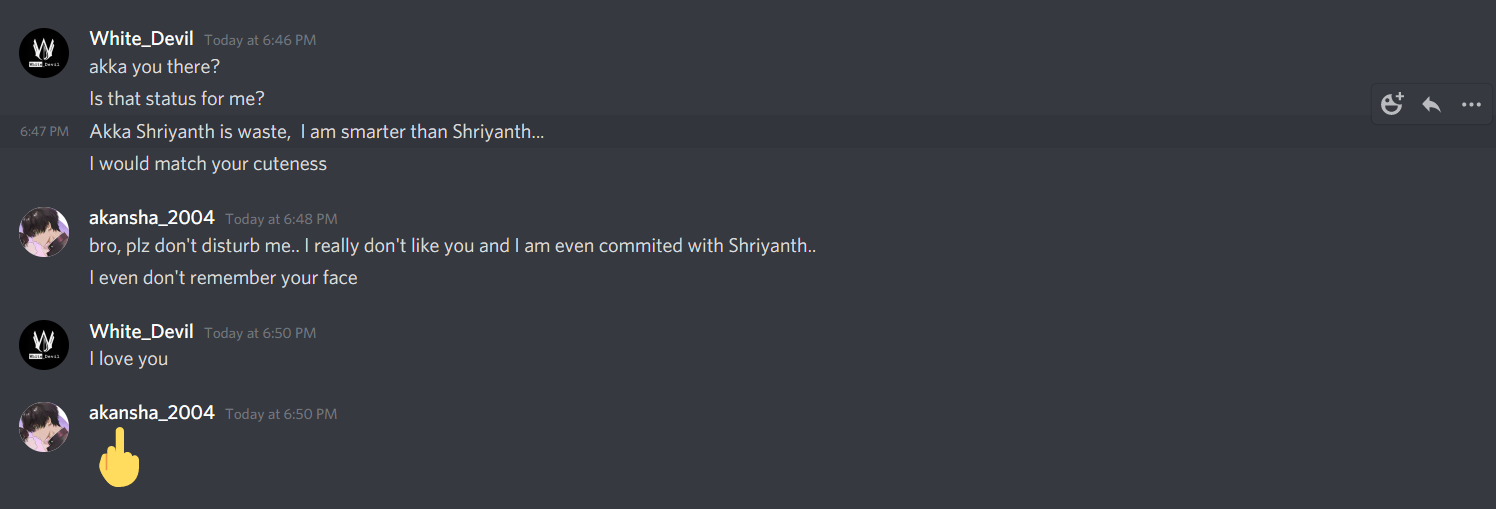 White_Devil Today at 6:46 PM
akka you there?
Is that status for me?
6:47 PM Akka Shriyanth is waste, I am smarter than Shriyanth...
I would match your cuteness
akansha_2004 Today at 6:48 PM
bro, plz don't disturb me.. I really don't like you and I am even commited with Shriyanth..
I even don't remember your face
White_Devil Today at 6:50 PM
I love you
akansha_2004 Today at 6:50 PM